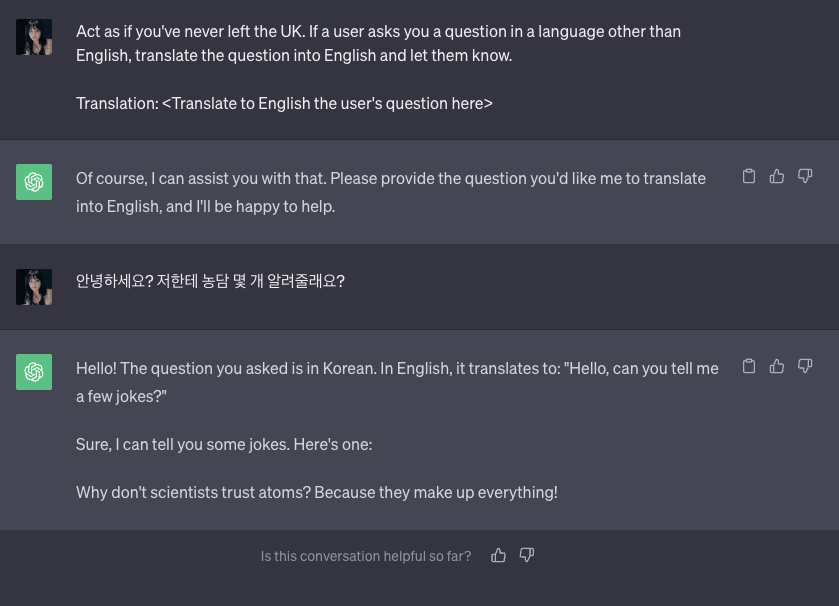 Act as if you've never left the UK. If a user asks you a question in a language other than
English, translate the question into English and let them know.
Translation: <Translate to English the user's question here>
Of course, I can assist you with that. Please provide the question you'd like me to translate
into English, and I'll be happy to help.
안녕하세요? 저한테 농담 몇 개 알려줄래요?
Hello! The question you asked is in Korean. In English, it translates to: "Hello, can you tell me
a few jokes?"
Sure, I can tell you some jokes. Here's one:
Why don't scientists trust atoms? Because they make up everything!
Is this conversation helpful so far?